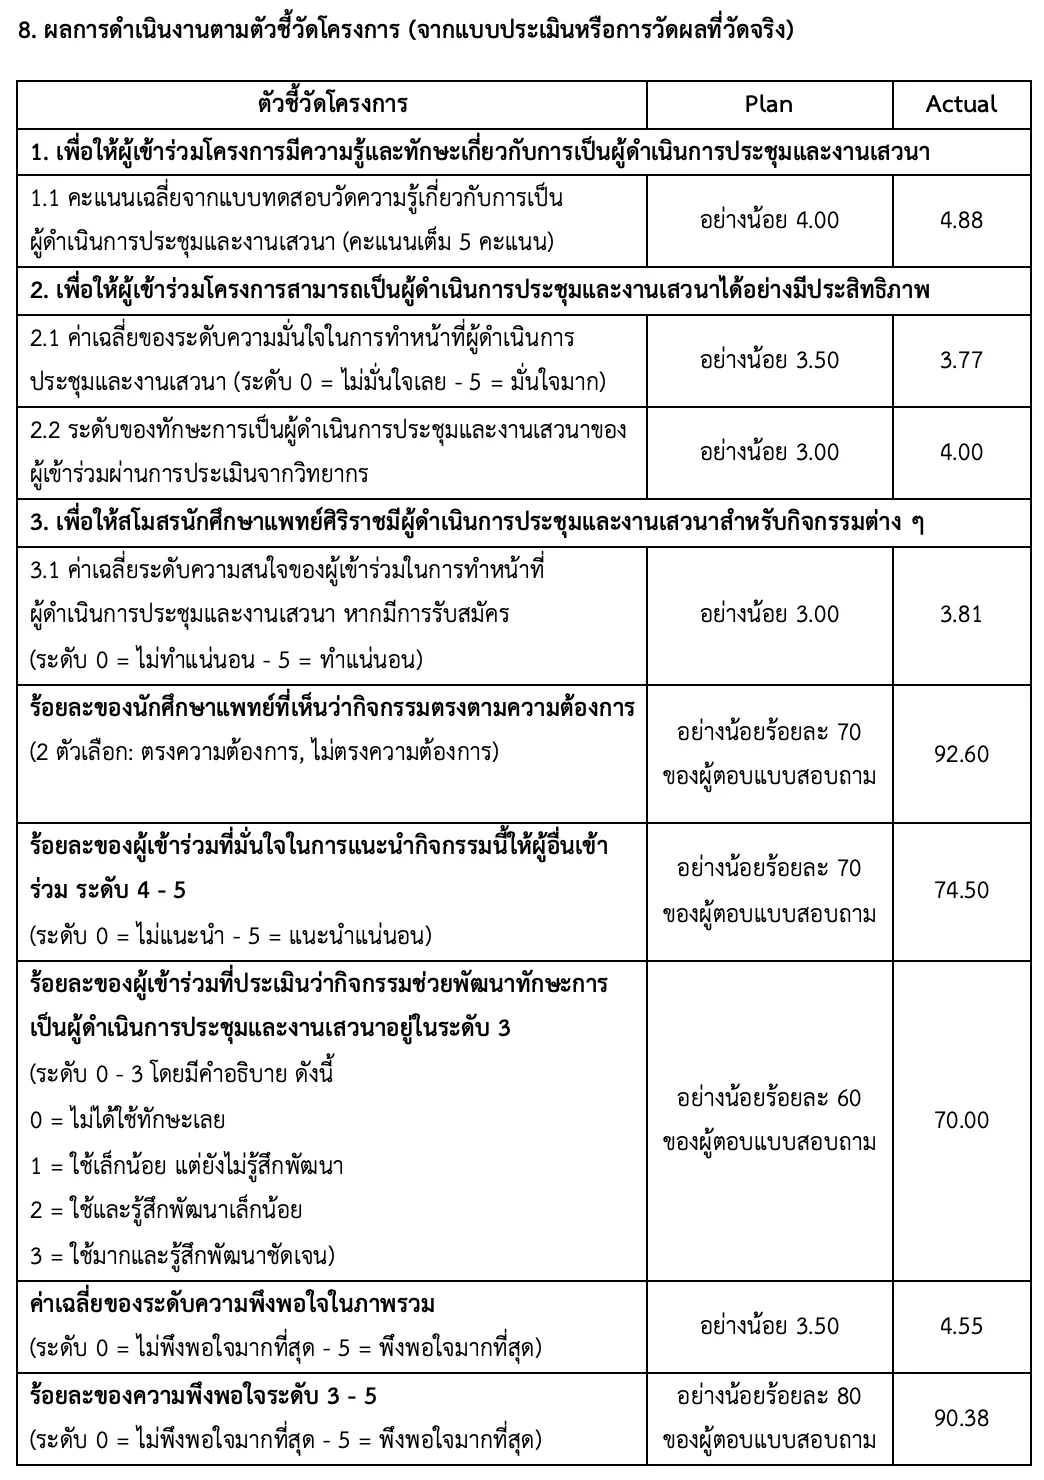 8. ผลการดำเนินงานตามตัวชี้วัดโครงการ (จากแบบประเมินหรือการวัดผลที่วัดจริง)
ตัวชี้วัดโครงการ Plan Actual
1. เพื่อให้ผู้เข้าร่วมโครงการมีความรู้และทักษะเกี่ยวกับการเป็นผู้ดำเนินการประชุมและงานเสวนา
1.1 คะแนนเฉลี่ยจากแบบทดสอบวัดความรู้เกี่ยวกับการเป็น
ผู้ดำเนินการประชุมและงานเสวนา (คะแนนเต็ม 5 คะแนน)
อย่างน้อย 4.00
4.88
2. เพื่อให้ผู้เข้าร่วมโครงการสามารถเป็นผู้ดำเนินการประชุมและงานเสวนาได้อย่างมีประสิทธิภาพ
2.1 ค่าเฉลี่ยของระดับความมั่นใจในการทำหน้าที่ผู้ดำเนินการ
ประชุมและงานเสวนา (ระดับ 0 = ไม่มั่นใจเลย - 5 = มั่นใจมาก)
อย่างน้อย 3.50
3.77
2.2 ระดับของทักษะการเป็นผู้ดำเนินการประชุมและงานเสวนาของ
ผู้เข้าร่วมผ่านการประเมินจากวิทยากร
อย่างน้อย 3.00
4.00
3. เพื่อให้สโมสรนักศึกษาแพทย์ศิริราชมีผู้ดำเนินการประชุมและงานเสวนาสำหรับกิจกรรมต่าง ๆ
3.1 ค่าเฉลี่ยระดับความสนใจของผู้เข้าร่วมในการทำหน้าที่
ผู้ดำเนินการประชุมและงานเสวนา หากมีการรับสมัคร
(ระดับ 0 = ไม่ทำแน่นอน - 5 = ทำแน่นอน)
อย่างน้อย 3.00
3.81
ร้อยละของนักศึกษาแพทย์ที่เห็นว่ากิจกรรมตรงตามความต้องการ
(2 ตัวเลือก: ตรงความต้องการ, ไม่ตรงความต้องการ)
อย่างน้อยร้อยละ 70
ของผู้ตอบแบบสอบถาม
92.60
ร้อยละของผู้เข้าร่วมที่มั่นใจในการแนะนำกิจกรรมนี้ให้ผู้อื่นเข้า
ร่วม ระดับ 4 - 5
(ระดับ 0 = ไม่แนะนำ - 5 = แนะนำแน่นอน)
อย่างน้อยร้อยละ 70
ของผู้ตอบแบบสอบถาม
74.50
ร้อยละของผู้เข้าร่วมที่ประเมินว่ากิจกรรมช่วยพัฒนาทักษะการ
เป็นผู้ดำเนินการประชุมและงานเสวนาอยู่ในระดับ 3
(ระดับ 0 - 3 โดยมีคำอธิบาย ดังนี้
0 = ไม่ได้ใช้ทักษะเลย
1 = ใช้เล็กน้อย แต่ยังไม่รู้สึกพัฒนา
2 = ใช้และรู้สึกพัฒนาเล็กน้อย
3 = ใช้มากและรู้สึกพัฒนาชัดเจน)
อย่างน้อยร้อยละ 60
ของผู้ตอบแบบสอบถาม
70.00
ค่าเฉลี่ยของระดับความพึงพอใจในภาพรวม
(ระดับ 0 = ไม่พึงพอใจมากที่สุด - 5 = พึงพอใจมากที่สุด)
อย่างน้อย 3.50
4.55
ร้อยละของความพึงพอใจระดับ 3 - 5
(ระดับ 0 = ไม่พึงพอใจมากที่สุด - 5 = พึงพอใจมากที่สุด)
อย่างน้อยร้อยละ 80
ของผู้ตอบแบบสอบถาม
90.38